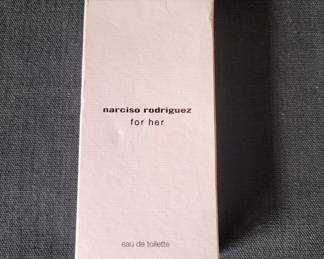 narciso rodriguez
for her
eau de toilette